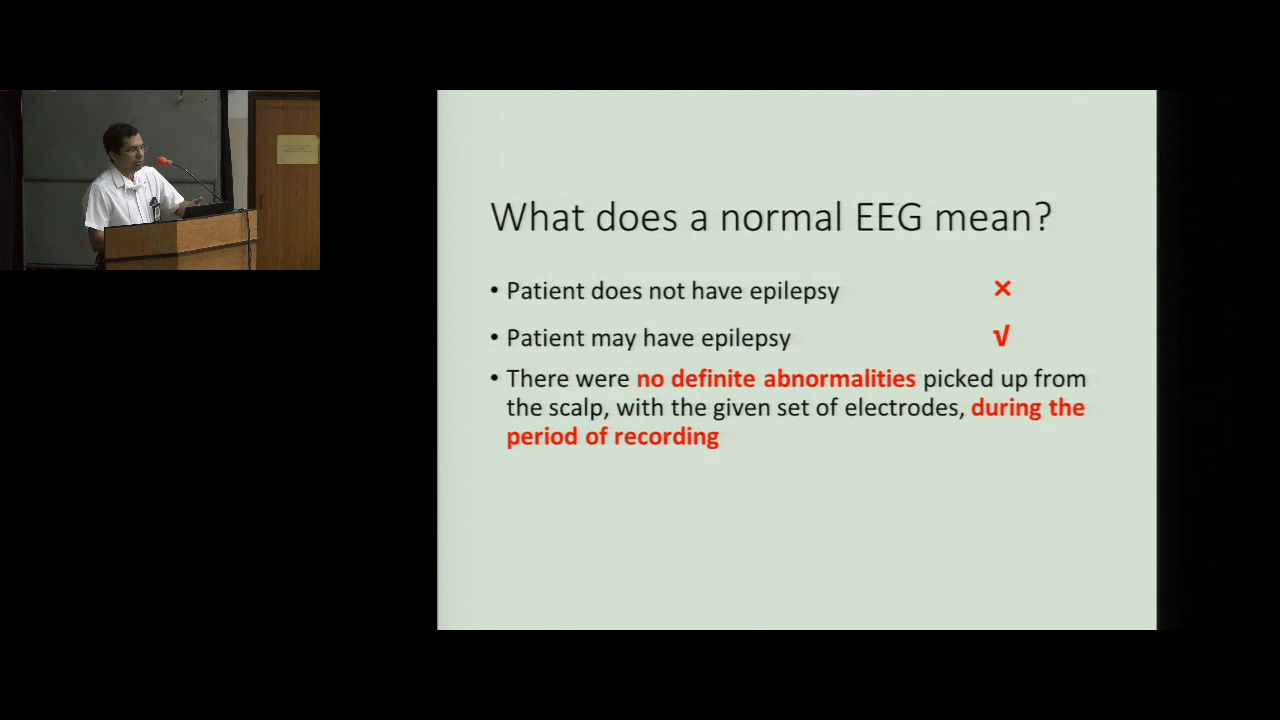 What does a normal EEG mean?
• Patient does not have epilepsy ×
• Patient may have epilepsy √
• There were no definite abnormalities picked up from
the scalp, with the given set of electrodes, during the
period of recording